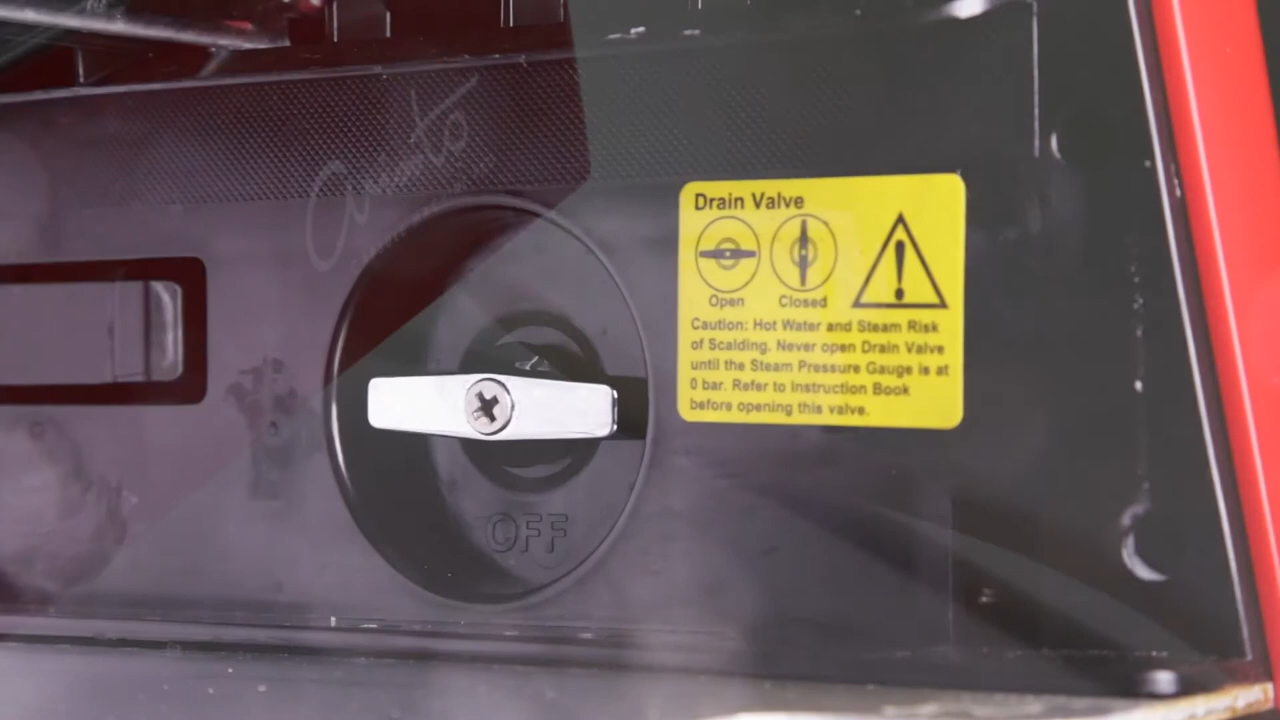 Drain Valve
Open Closed
Caution: Hot Water and Steam Risk
of Scalding. Never open Drain Valve
until the Steam Pressure Gauge is at
0 bar. Refer to Instruction Book
before opening this valve.
OFF